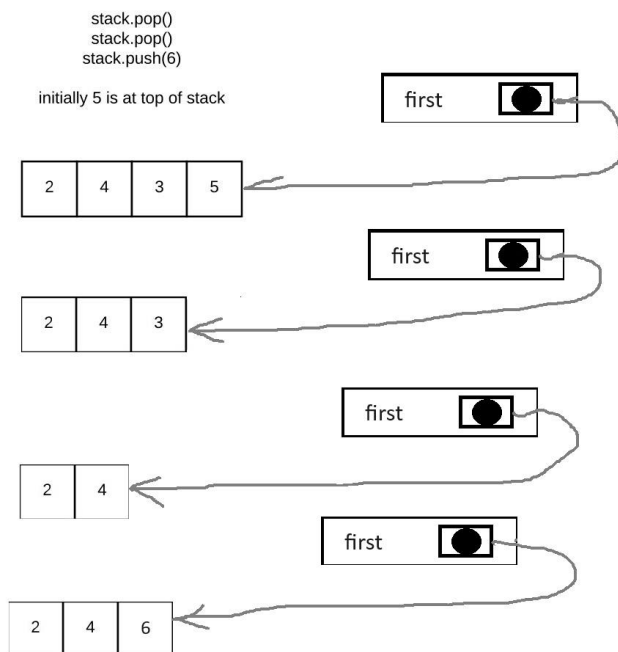 stack.pop()
stack.pop()
stack.push(6)
initially 5 is at top of stack
first
2 4 3 5
first
2 4 3
first
2 4
first
2 4 6